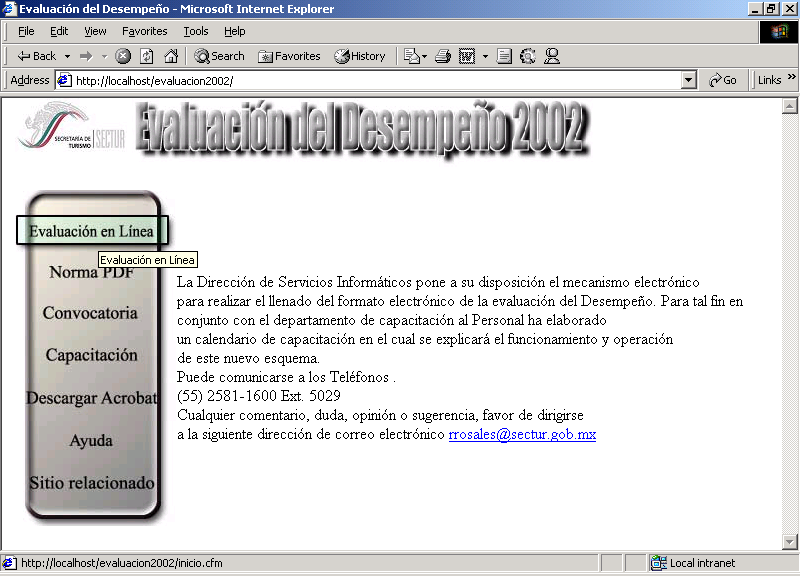 Evaluación del Desempeño - Microsoft Internet Explorer
File Edit View Favorites Tools Help
Back Search Favorites History
Address http://localhost/evaluacion2002/ Go Links »
SECRETARÍA DE TURISMO SECTUR
Evaluación del Desempeño 2002
Evaluación en Línea
Evaluación en Línea
Norma PDF
Convocatoria
Capacitación
Descargar Acrobat
Ayuda
Sitio relacionado
La Dirección de Servicios Informáticos pone a su disposición el mecanismo electrónico
para realizar el llenado del formato electrónico de la evaluación del Desempeño. Para tal fin en
conjunto con el departamento de capacitación al Personal ha elaborado
un calendario de capacitación en el cual se explicará el funcionamiento y operación
de este nuevo esquema.
Puede comunicarse a los Teléfonos .
(55) 2581-1600 Ext. 5029
Cualquier comentario, duda, opinión o sugerencia, favor de dirigirse
a la siguiente dirección de correo electrónico rrosales@sectur.gob.mx
http://localhost/evaluacion2002/inicio.cfm Local intranet